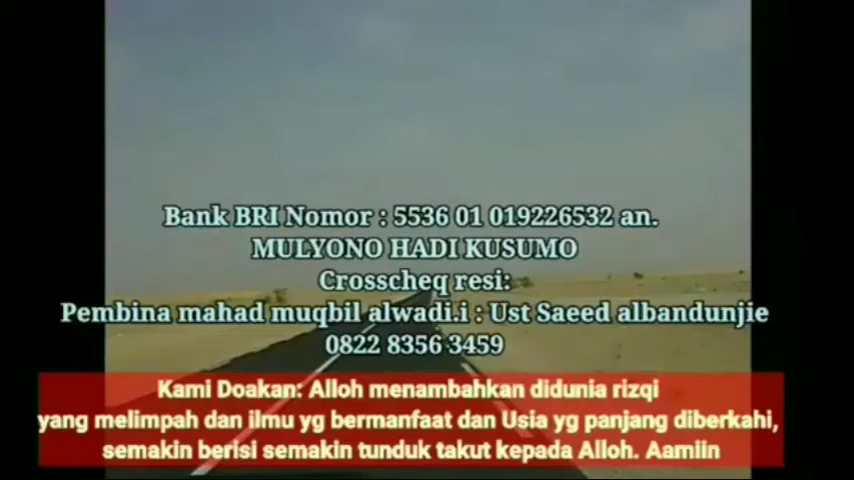 Bank BRI Nomor : 5536 01 019226532 an.
MULYONO HADI KUSUMO
Crosscheq resi:
Pembina mahad muqbil alwadi.i : Ust Saeed albandunjie
0822 8356 3459
Kami Doakan: Alloh menambahkan didunia rizqi
yang melimpah dan ilmu yg bermanfaat dan Usia yg panjang diberkahi,
semakin berisi semakin tunduk takut kepada Alloh. Aamiin